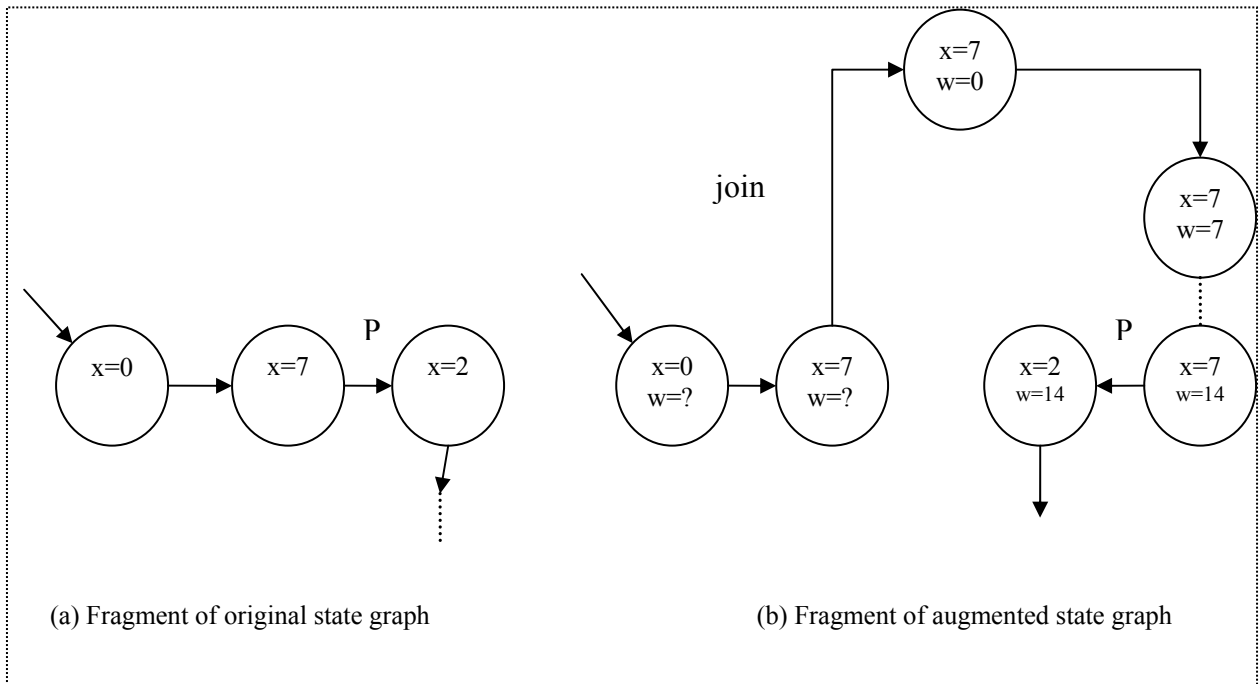 x=0
x=7
P
x=2
(a) Fragment of original state graph
x=0
w=?
x=7
w=?
join
x=7
w=0
x=7
w=7
x=7
w=14
P
x=2
w=14
(b) Fragment of augmented state graph